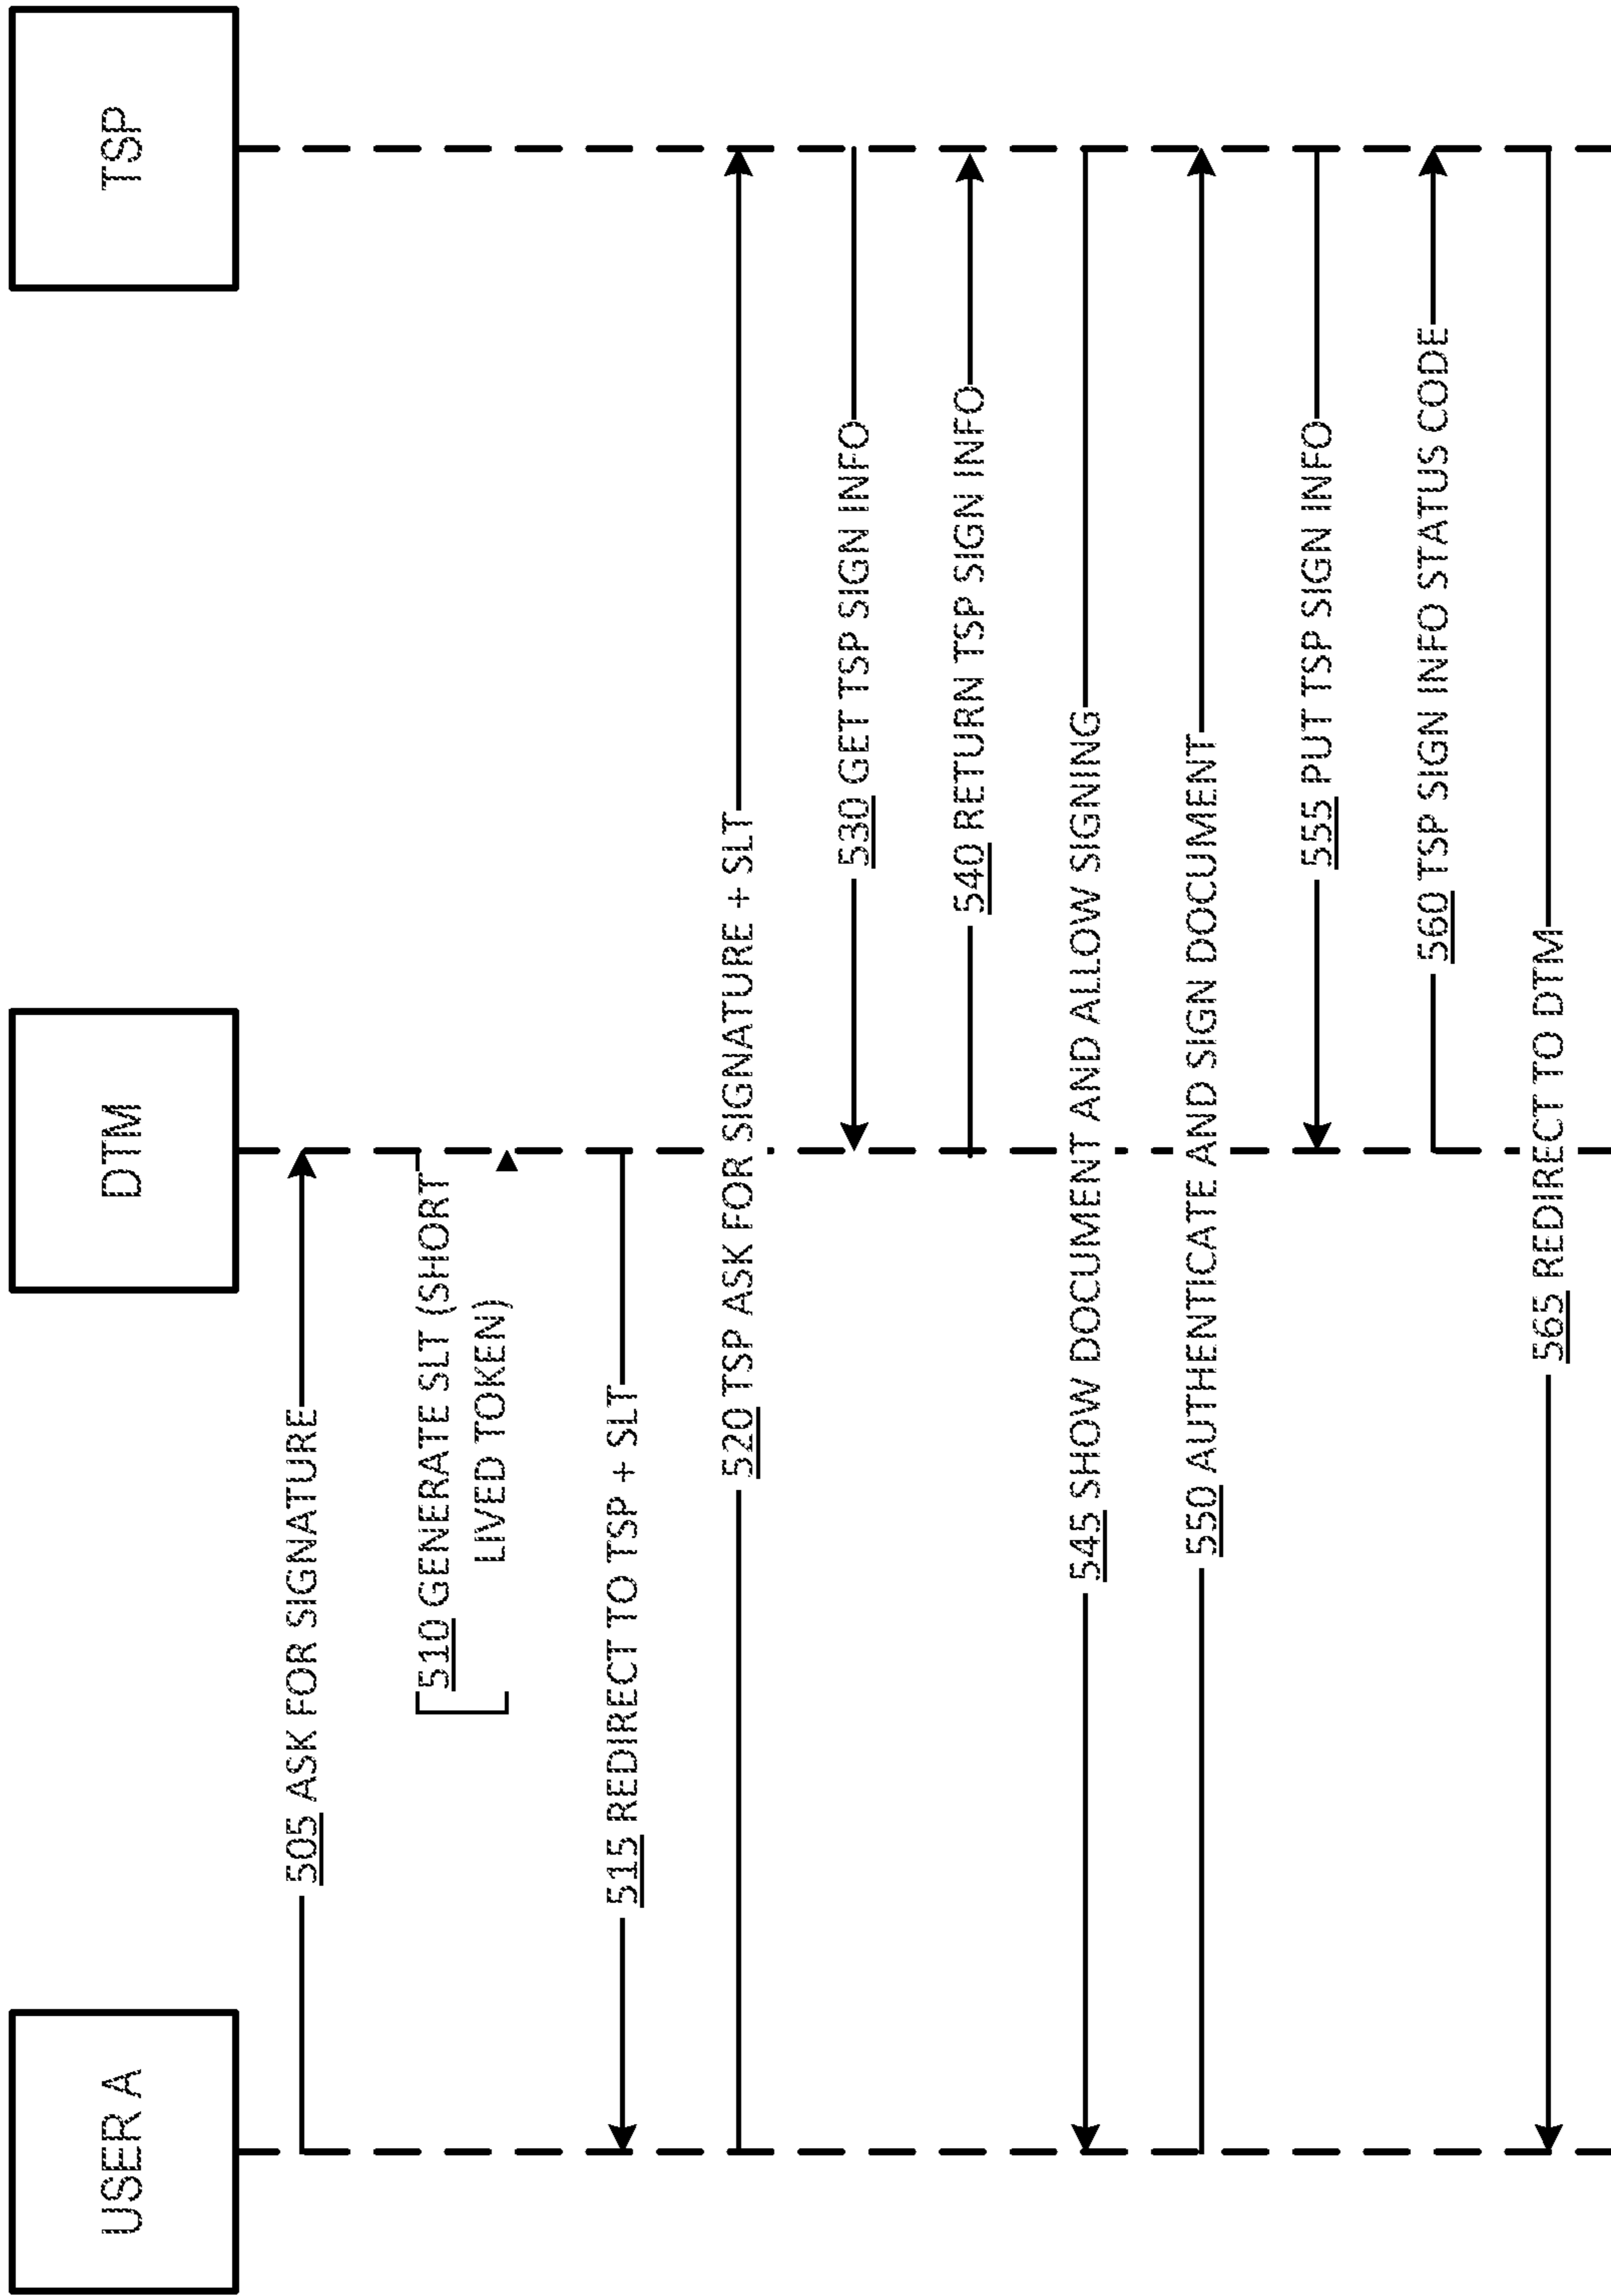 USER A
DTM
TSP
505 ASK FOR SIGNATURE
510 GENERATE SLT (SHORT
LIVED TOKEN)
515 REDIRECT TO TSP + SLT
520 TSP ASK FOR SIGNATURE + SLT
530 GET TSP SIGN INFO
540 RETURN TSP SIGN INFO
545 SHOW DOCUMENT AND ALLOW SIGNING
550 AUTHENTICATE AND SIGN DOCUMENT
555 PUT TSP SIGN INFO
560 TSP SIGN INFO STATUS CODE
565 REDIRECT TO DTM